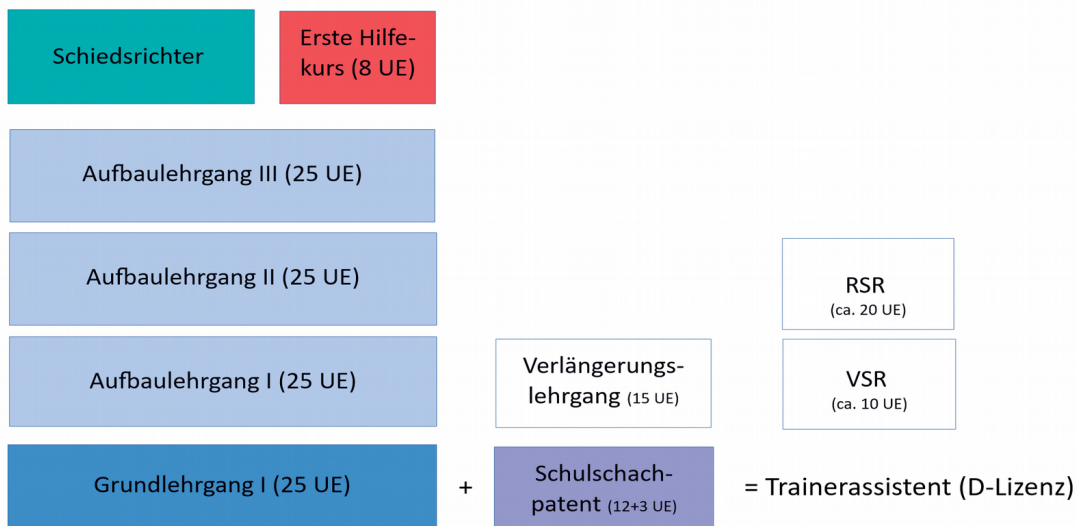 Schiedsrichter
Erste Hilfe-
kurs (8 UE)
Aufbaulehrgang III (25 UE)
Aufbaulehrgang II (25 UE)
RSR
(ca. 20 UE)
Aufbaulehrgang I (25 UE)
Verlängerungs-
lehrgang (15 UE)
VSR
(ca. 10 UE)
Grundlehrgang I (25 UE)
+
Schulschach-
patent (12+3 UE)
= Trainerassistent (D-Lizenz)